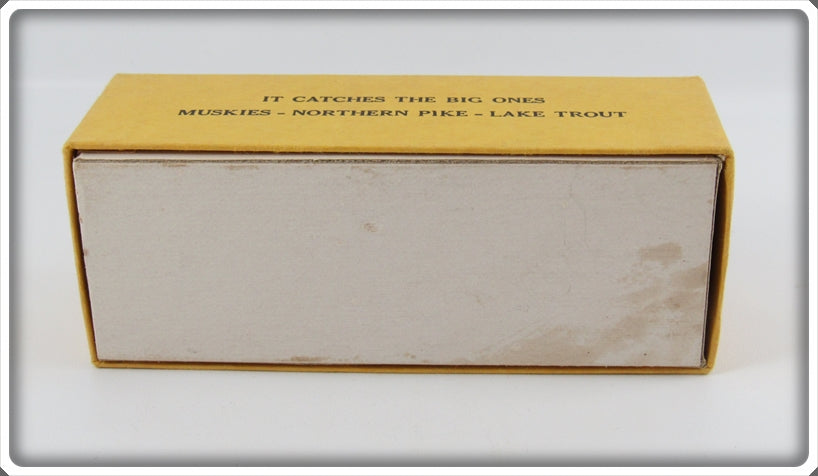 IT CATCHES THE BIG ONES
MUSKIES - NORTHERN PIKE - LAKE TROUT